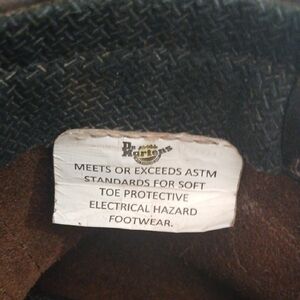 Dr.
Martens
MEETS OR EXCEEDS ASTM
STANDARDS FOR SOFT
TOE PROTECTIVE
ELECTRICAL HAZARD
FOOTWEAR.